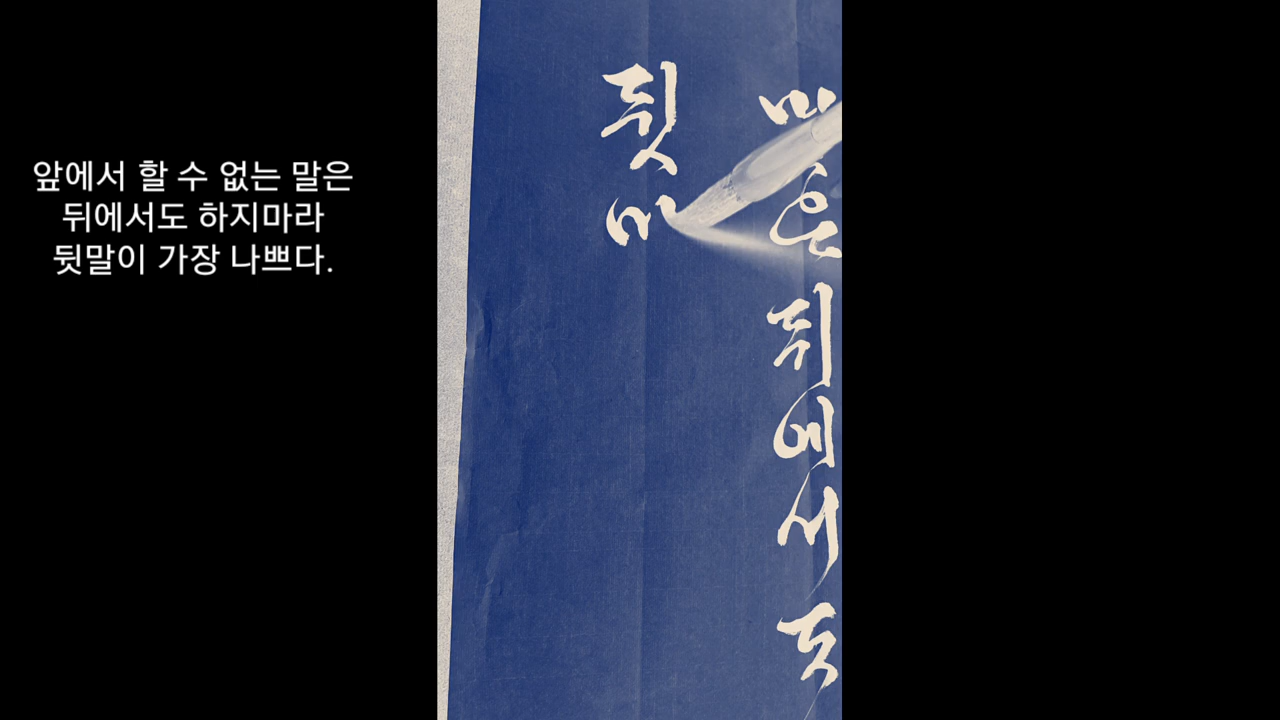 앞에서 할 수 없는 말은
뒤에서도 하지마라
뒷말이 가장 나쁘다.
은 뒤에서도
뒷